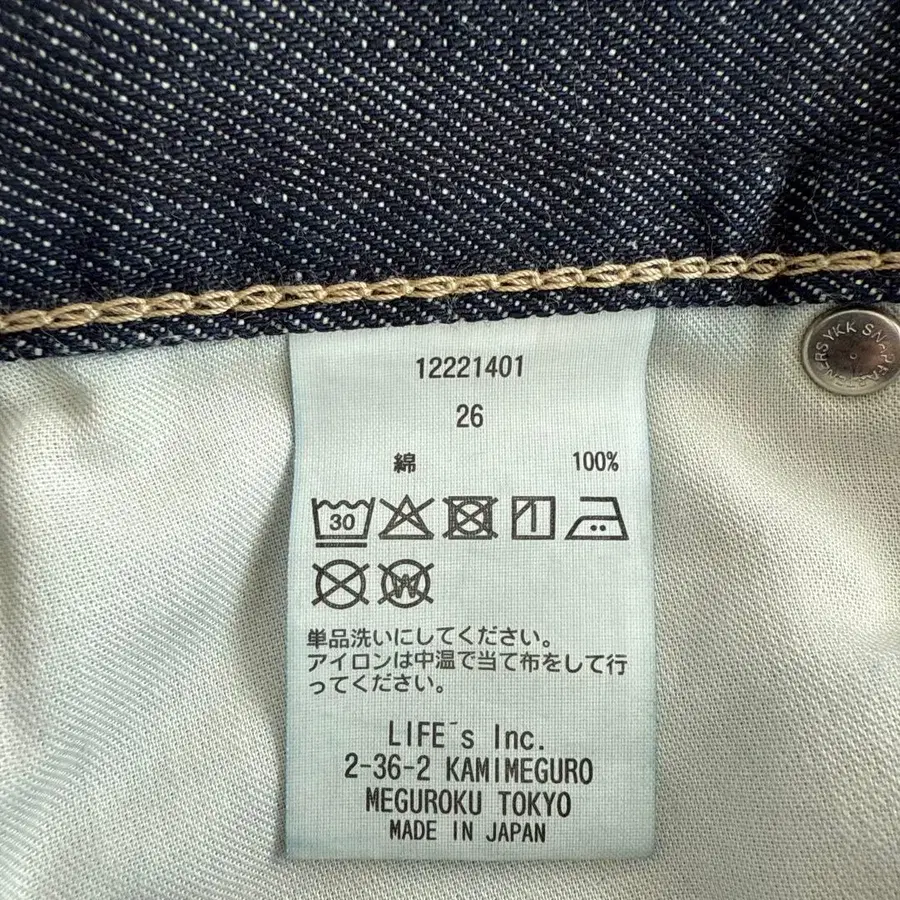 12221401
26
綿 100%
30
W
単品洗いにしてください。
アイロンは中温で当て布をして行
ってください。
LIFE´s Inc.
2-36-2 KAMIMEGURO
MEGUROKU TOKYO
MADE IN JAPAN
YKK